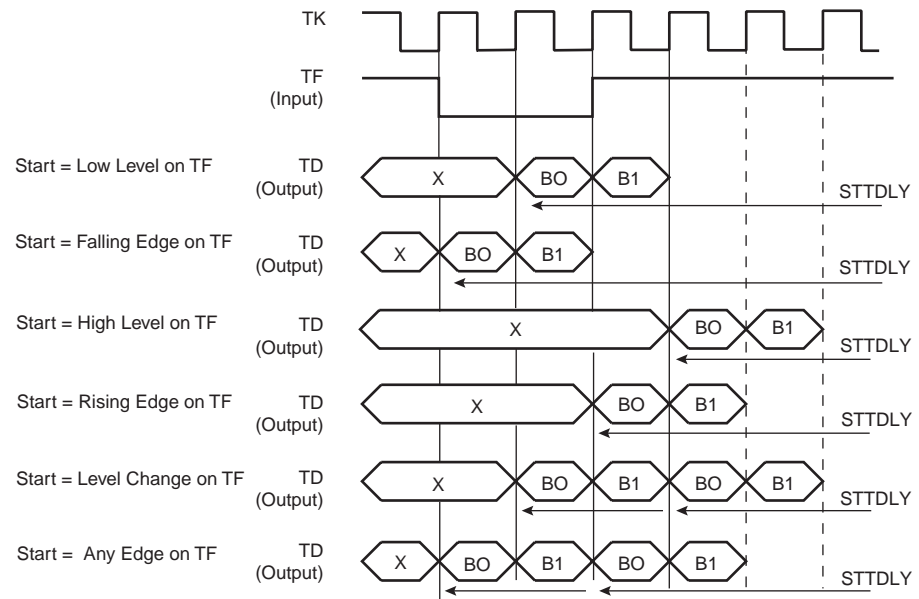 TK
TF
(Input)
Start = Low Level on TF
TD
(Output)
X
BO
B1
STTDLY
Start = Falling Edge on TF
TD
(Output)
X
BO
B1
STTDLY
Start = High Level on TF
TD
(Output)
X
BO
B1
STTDLY
Start = Rising Edge on TF
TD
(Output)
X
BO
B1
STTDLY
Start = Level Change on TF
TD
(Output)
X
BO
B1
BO
B1
STTDLY
Start = Any Edge on TF
TD
(Output)
X
BO
B1
BO
B1
STTDLY